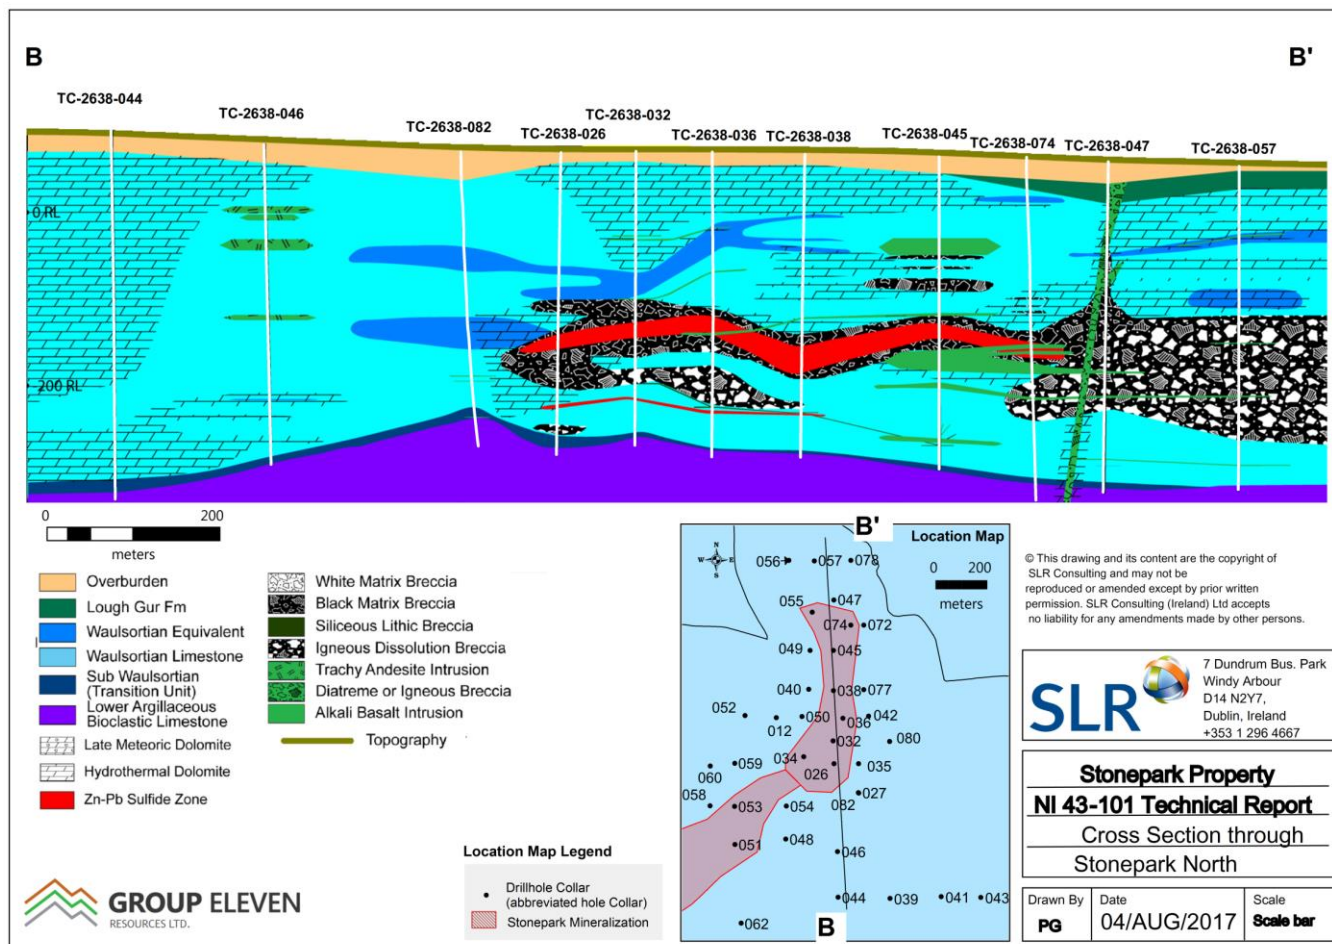 B
B'
TC-2638-044
TC-2638-046
TC-2638-082
TC-2638-026
TC-2638-032
TC-2638-036
TC-2638-038
TC-2638-045
TC-2638-074
TC-2638-047
TC-2638-057
0 RL
-200 RL
0 200
meters
Overburden
Lough Gur Fm
Waulsortian Equivalent
Waulsortian Limestone
Sub Waulsortian
(Transition Unit)
Lower Argillaceous
Bioclastic Limestone
Late Meteoric Dolomite
Hydrothermal Dolomite
Zn-Pb Sulfide Zone
White Matrix Breccia
Black Matrix Breccia
Siliceous Lithic Breccia
Igneous Dissolution Breccia
Trachy Andesite Intrusion
Diatreme or Igneous Breccia
Alkali Basalt Intrusion
Topography
GROUP ELEVEN
RESOURCES LTD.
Location Map Legend
Drillhole Collar
(abbreviated hole Collar)
Stonepark Mineralization
B'
Location Map
N
W E
S
0 200
meters
056
057
078
055
047
074
072
049
045
040
038
077
052
012
050
036
042
032
080
034
026
035
059
060
058
053
054
082
027
051
048
046
044
039
041
043
062
B
© This drawing and its content are the copyright of
SLR Consulting and may not be
reproduced or amended except by prior written
permission. SLR Consulting (Ireland) Ltd accepts
no liability for any amendments made by other persons.
SLR
7 Dundrum Bus. Park
Windy Arbour
D14 N2Y7,
Dublin, Ireland
+353 1 296 4667
Stonepark Property
NI 43-101 Technical Report
Cross Section through
Stonepark North
Drawn By
PG
Date
04/AUG/2017
Scale
Scale bar